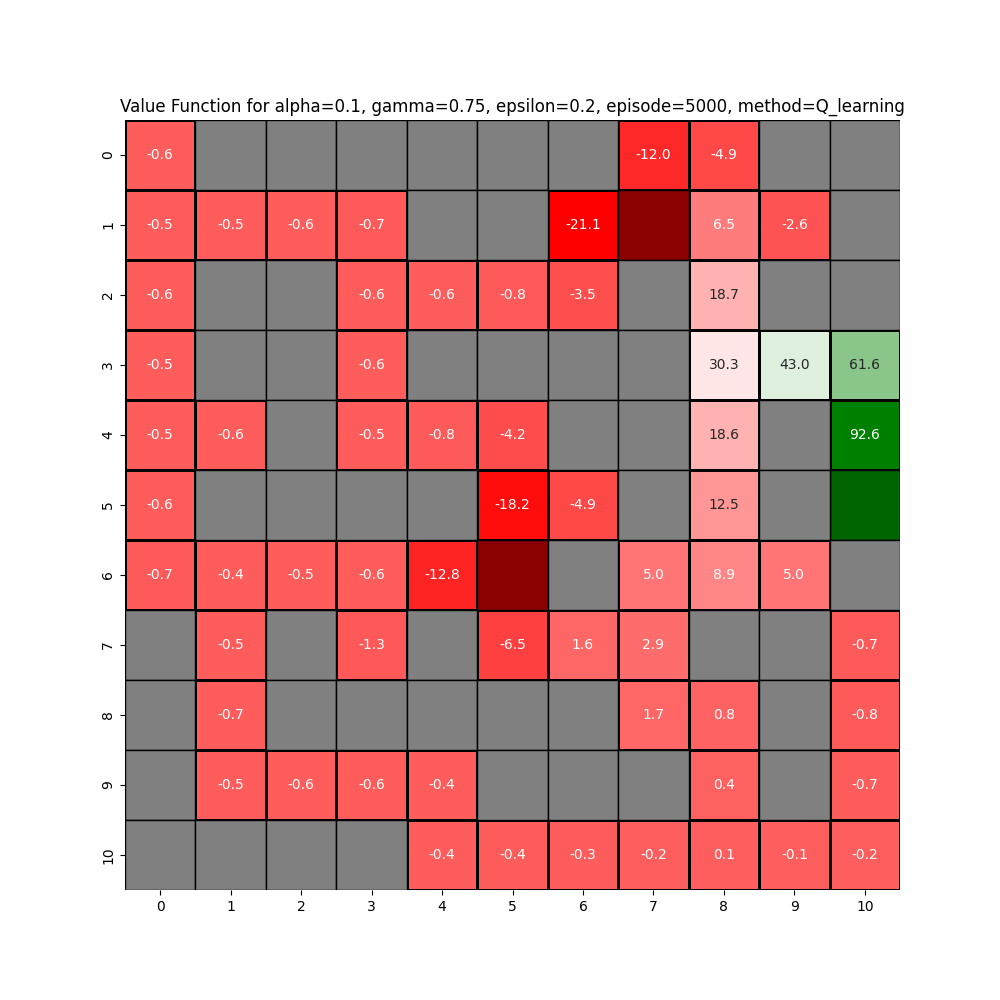 Value Function for alpha=0.1, gamma=0.75, epsilon=0.2, episode=5000, method=Q_learning
0 -0.6 -12.0 -4.9
1 -0.5 -0.5 -0.6 -0.7 -21.1 6.5 -2.6
2 -0.6 -0.6 -0.6 -0.8 -3.5 18.7
3 -0.5 -0.6 30.3 43.0 61.6
4 -0.5 -0.6 -0.5 -0.8 -4.2 18.6 92.6
5 -0.6 -18.2 -4.9 12.5
6 -0.7 -0.4 -0.5 -0.6 -12.8 5.0 8.9 5.0
7 -0.5 -1.3 -6.5 1.6 2.9 -0.7
8 -0.7 1.7 0.8 -0.8
9 -0.5 -0.6 -0.6 -0.4 0.4 -0.7
10 -0.4 -0.4 -0.3 -0.2 0.1 -0.1 -0.2
0 1 2 3 4 5 6 7 8 9 10